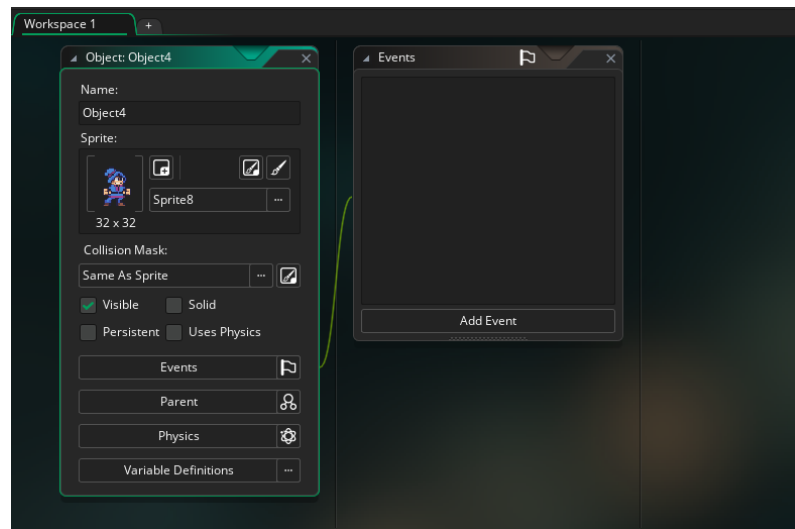 Workspace 1
+
Object: Object4
Name:
Object4
Sprite:
Sprite8
...
32 x 32
Collision Mask:
Same As Sprite
...
Visible
Solid
Persistent
Uses Physics
Events
Parent
Physics
Variable Definitions
...
Events
Add Event